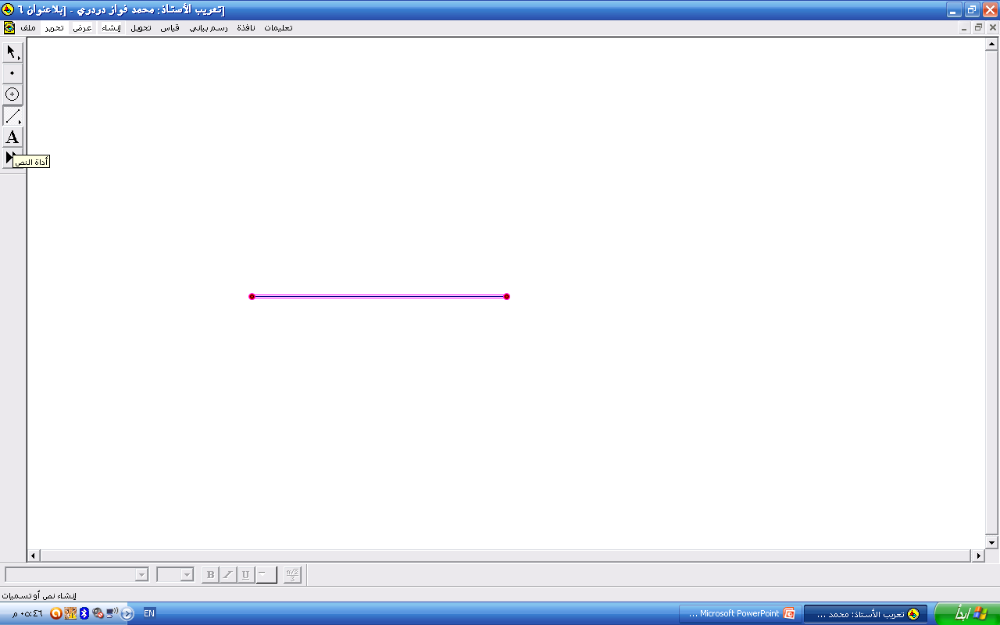 [تعريب الأستاذ: محمد فواز دردري - [بلاعنوان ٦
ملف تحرير عرض إنشاء تحويل قياس رسم بياني نافذة تعليمات
A
أداة النص
B I U
إنشاء نص أو تسميات
٠٥:٤٦ م
EN
Microsoft PowerPoint ...
تعريب الأستاذ: محمد ...
ابدأ